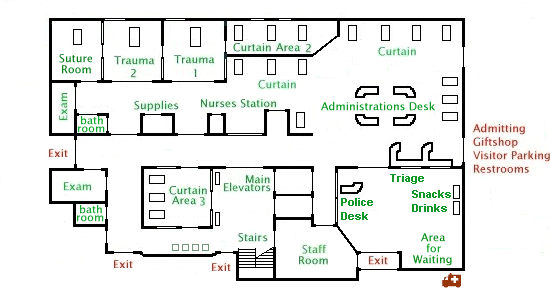 Suture
Room
Trauma
2
Trauma
1
Curtain Area 2
Curtain
Exam
Supplies
Nurses Station
Curtain
Administrations Desk
bath
room
Admitting
Giftshop
Visitor Parking
Restrooms
Exit
Exam
Curtain
Area 3
Main
Elevators
Triage
Police
Desk
Snacks
Drinks
bath
room
Stairs
Staff
Room
Area
for
Waiting
Exit
Exit
Exit